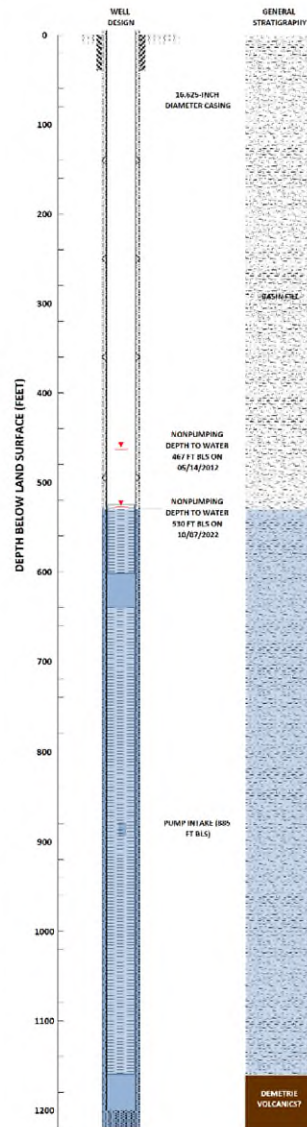 WELL
DESIGN
GENERAL
STRATIGRAPHY
DEPTH BELOW LAND SURFACE (FEET)
0
100
200
300
400
500
600
700
800
900
1000
1100
1200
16.625-INCH
DIAMETER CASING
BASIN FILL
NONPUMPING
DEPTH TO WATER
467 FT BLS ON
05/14/2012
NONPUMPING
DEPTH TO WATER
530 FT BLS ON
10/07/2022
PUMP INTAKE (885
FT BLS)
DEMETRIE
VOLCANICS?